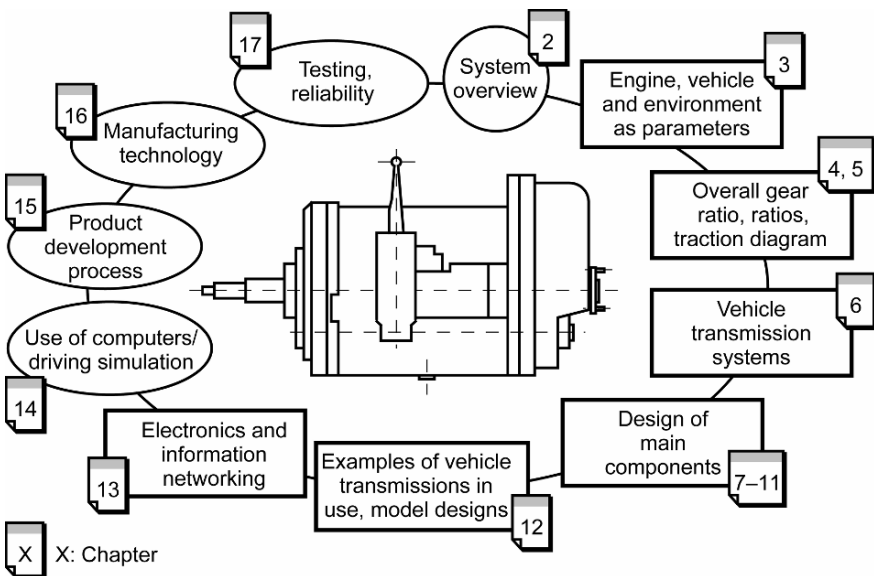 2
System
overview
3
Engine, vehicle
and environment
as parameters
4, 5
Overall gear
ratio, ratios,
traction diagram
6
Vehicle
transmission
systems
Design of
main
components
7–11
Examples of vehicle
transmissions in
use, model designs
12
Electronics and
information
networking
13
Use of computers/
driving simulation
14
15
Product
development
process
16
Manufacturing
technology
17
Testing,
reliability
X X: Chapter